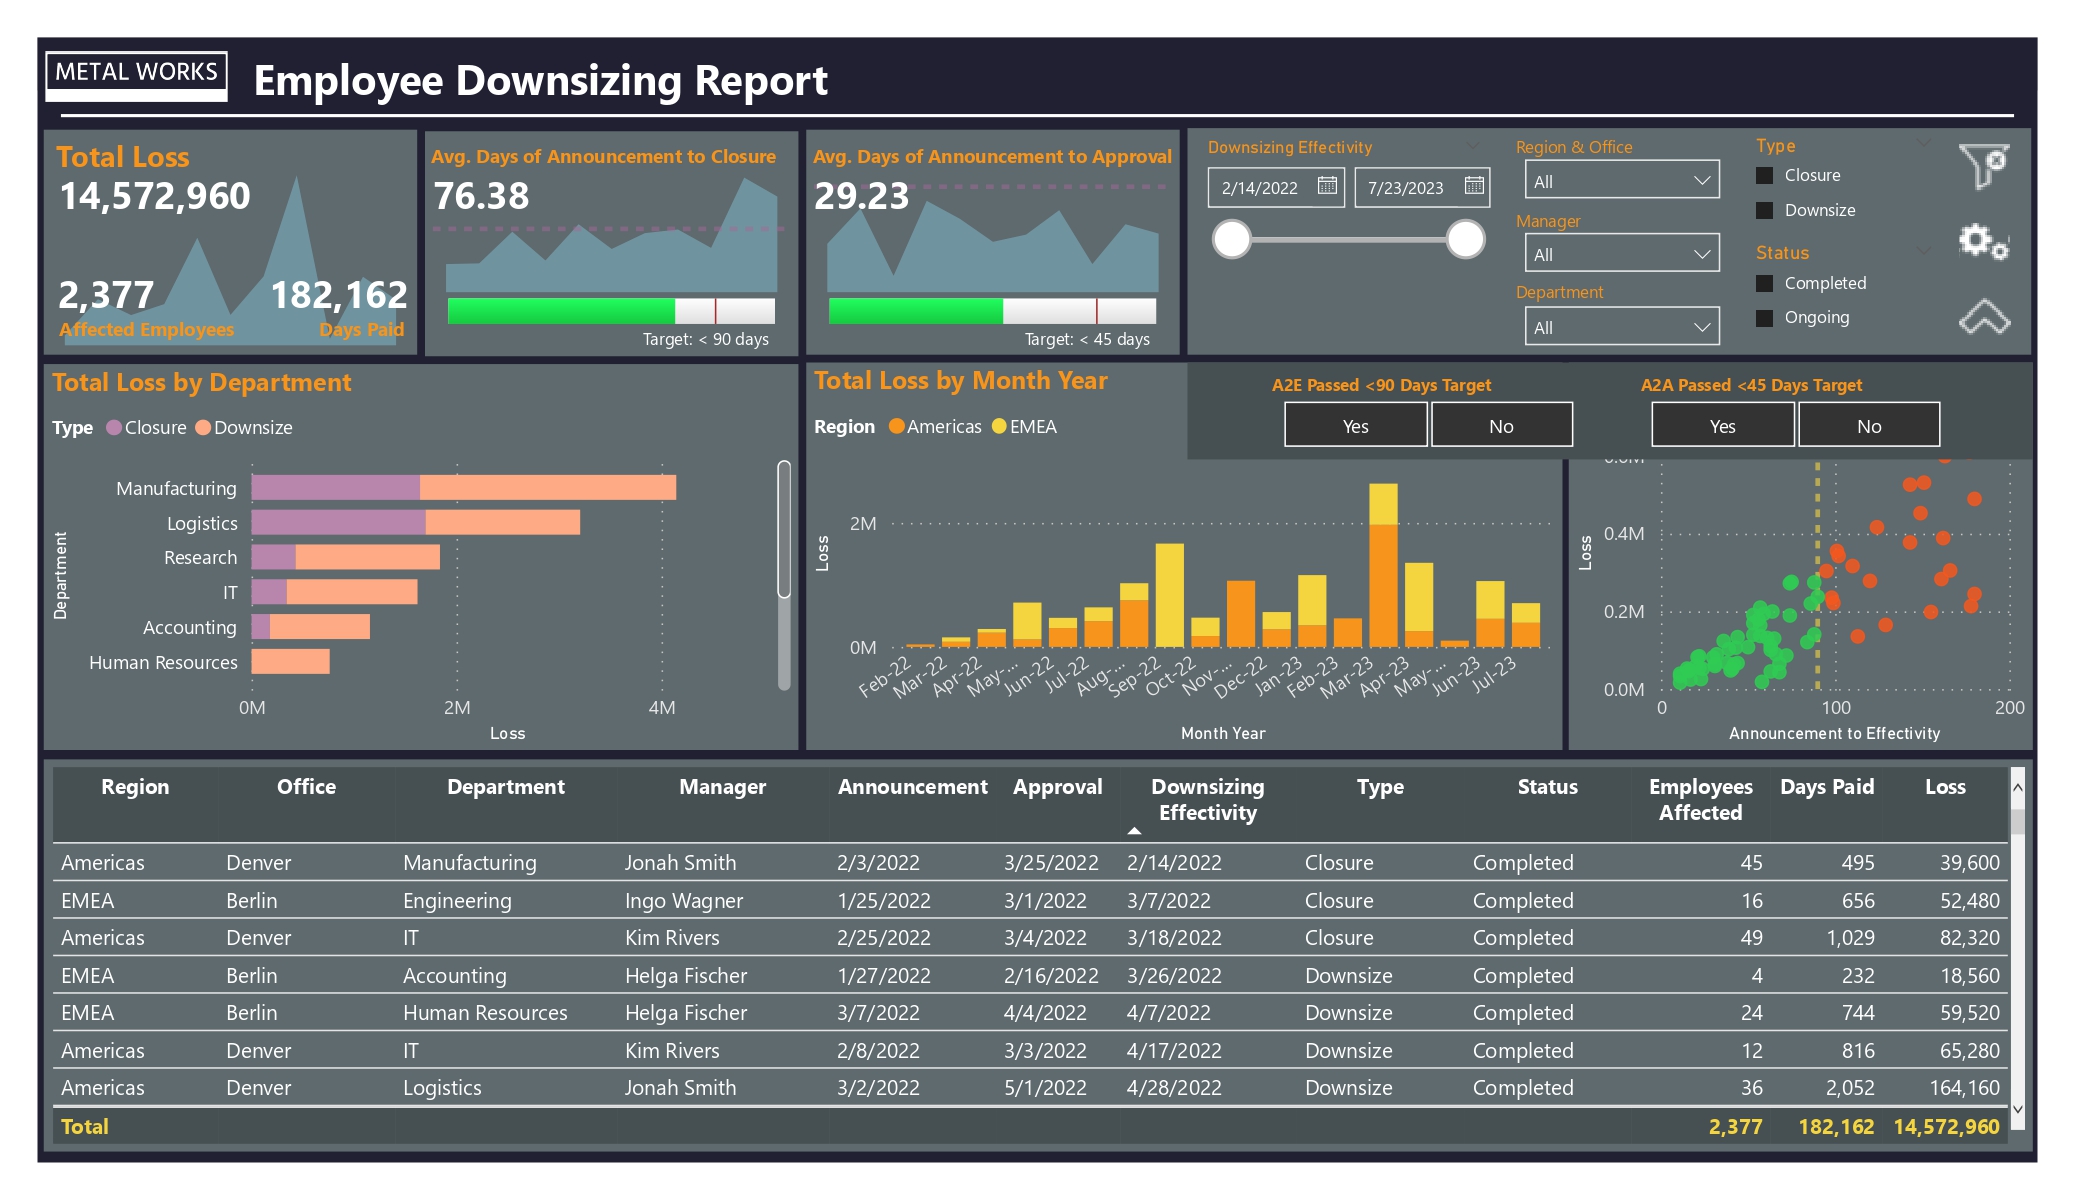 METAL WORKS
Employee Downsizing Report
Total Loss
14,572,960
2,377
182,162
Affected Employees
Days Paid
Avg. Days of Announcement to Closure
76.38
Target: < 90 days
Avg. Days of Announcement to Approval
29.23
Target: < 45 days
Downsizing Effectivity
2/14/2022
7/23/2023
Region & Office
All
Manager
All
Department
All
Type
Closure
Downsize
Status
Completed
Ongoing
Total Loss by Department
Type Closure Downsize
Department
Manufacturing
Logistics
Research
IT
Accounting
Human Resources
0M 2M 4M
Loss
Total Loss by Month Year
Region Americas EMEA
Loss
2M
0M
Feb-22 Mar-22 Apr-22 May-... Jun-22 Jul-22 Aug-... Sep-22 Oct-22 Nov-... Dec-22 Jan-23 Feb-23 Mar-23 Apr-23 May-... Jun-23 Jul-23
Month Year
A2E Passed <90 Days Target
Yes No
A2A Passed <45 Days Target
Yes No
Loss
0.4M
0.2M
0.0M
0 100 200
Announcement to Effectivity
Region Office Department Manager Announcement Approval Downsizing Effectivity Type Status Employees Affected Days Paid Loss
Americas Denver Manufacturing Jonah Smith 2/3/2022 3/25/2022 2/14/2022 Closure Completed 45 495 39,600
EMEA Berlin Engineering Ingo Wagner 1/25/2022 3/1/2022 3/7/2022 Closure Completed 16 656 52,480
Americas Denver IT Kim Rivers 2/25/2022 3/4/2022 3/18/2022 Closure Completed 49 1,029 82,320
EMEA Berlin Accounting Helga Fischer 1/27/2022 2/16/2022 3/26/2022 Downsize Completed 4 232 18,560
EMEA Berlin Human Resources Helga Fischer 3/7/2022 4/4/2022 4/7/2022 Downsize Completed 24 744 59,520
Americas Denver IT Kim Rivers 2/8/2022 3/3/2022 4/17/2022 Downsize Completed 12 816 65,280
Americas Denver Logistics Jonah Smith 3/2/2022 5/1/2022 4/28/2022 Downsize Completed 36 2,052 164,160
Total 2,377 182,162 14,572,960